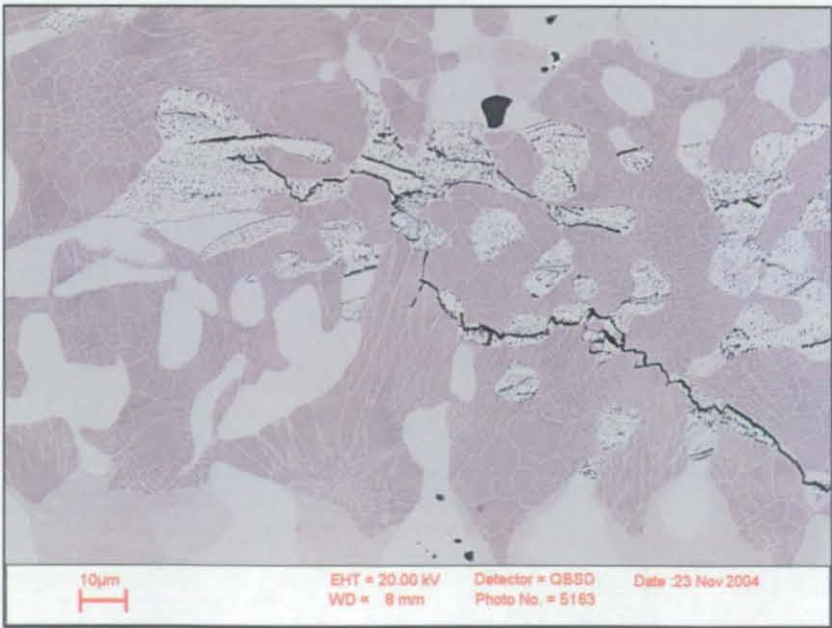 10µm
EHT = 20.00 kV Detector = QBSD Date :23 Nov 2004
WD = 8 mm Photo No. = 5163